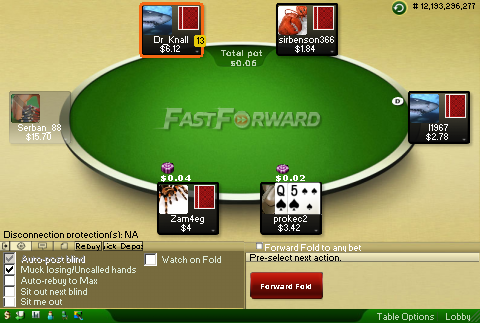 # 12,193,296,277
Dr_Knall
$6.12
13
sirbenson366
$1.84
Total pot
$0.06
Serban_88
$15.70
FASTFORWARD
D
l1967
$2.78
$0.04
$0.02
Zam4eg
$4
Q 5
prokec2
$3.42
Disconnection protection(s): NA
Rebuy
Forward Fold to any bet
Auto-post blind
Watch on Fold
Pre-select next action.
Muck losing/Uncalled hands
Auto-rebuy to Max
Sit out next blind
Sit me out
Forward Fold
$
Table Options
Lobby